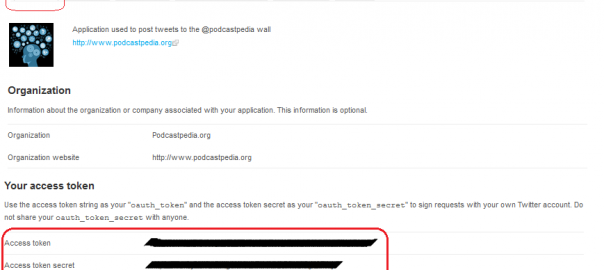 Application used to post tweets to the @podcastpedia wall
http://www.podcastpedia.org
Organization
Information about the organization or company associated with your application. This information is optional.
Organization Podcastpedia.org
Organization website http://www.podcastpedia.org
Your access token
Use the access token string as your "oauth_token" and the access token secret as your "oauth_token_secret" to sign requests with your own Twitter account. Do
not share your oauth_token_secret with anyone.
Access token
Access token secret